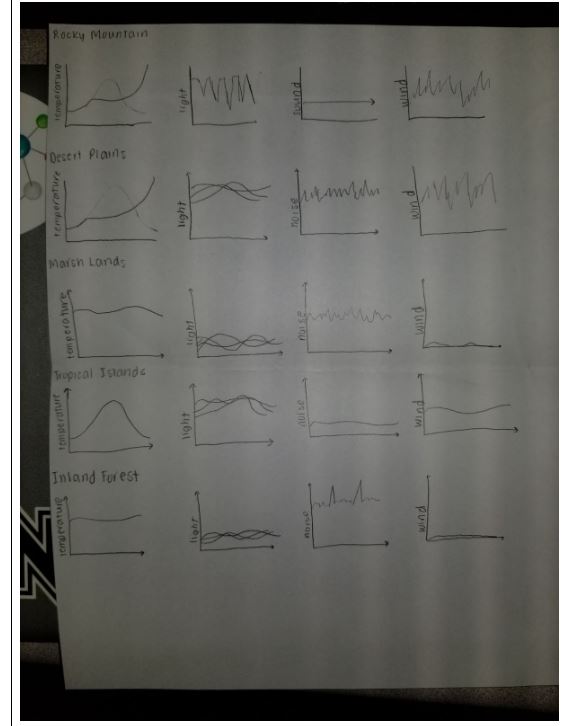 Rocky Mountain
temperature light sound wind
Desert Plains
temperature light noise wind
Marsh Lands
temperature light noise wind
Tropical Islands
temperature light noise wind
Inland Forest
temperature light noise wind